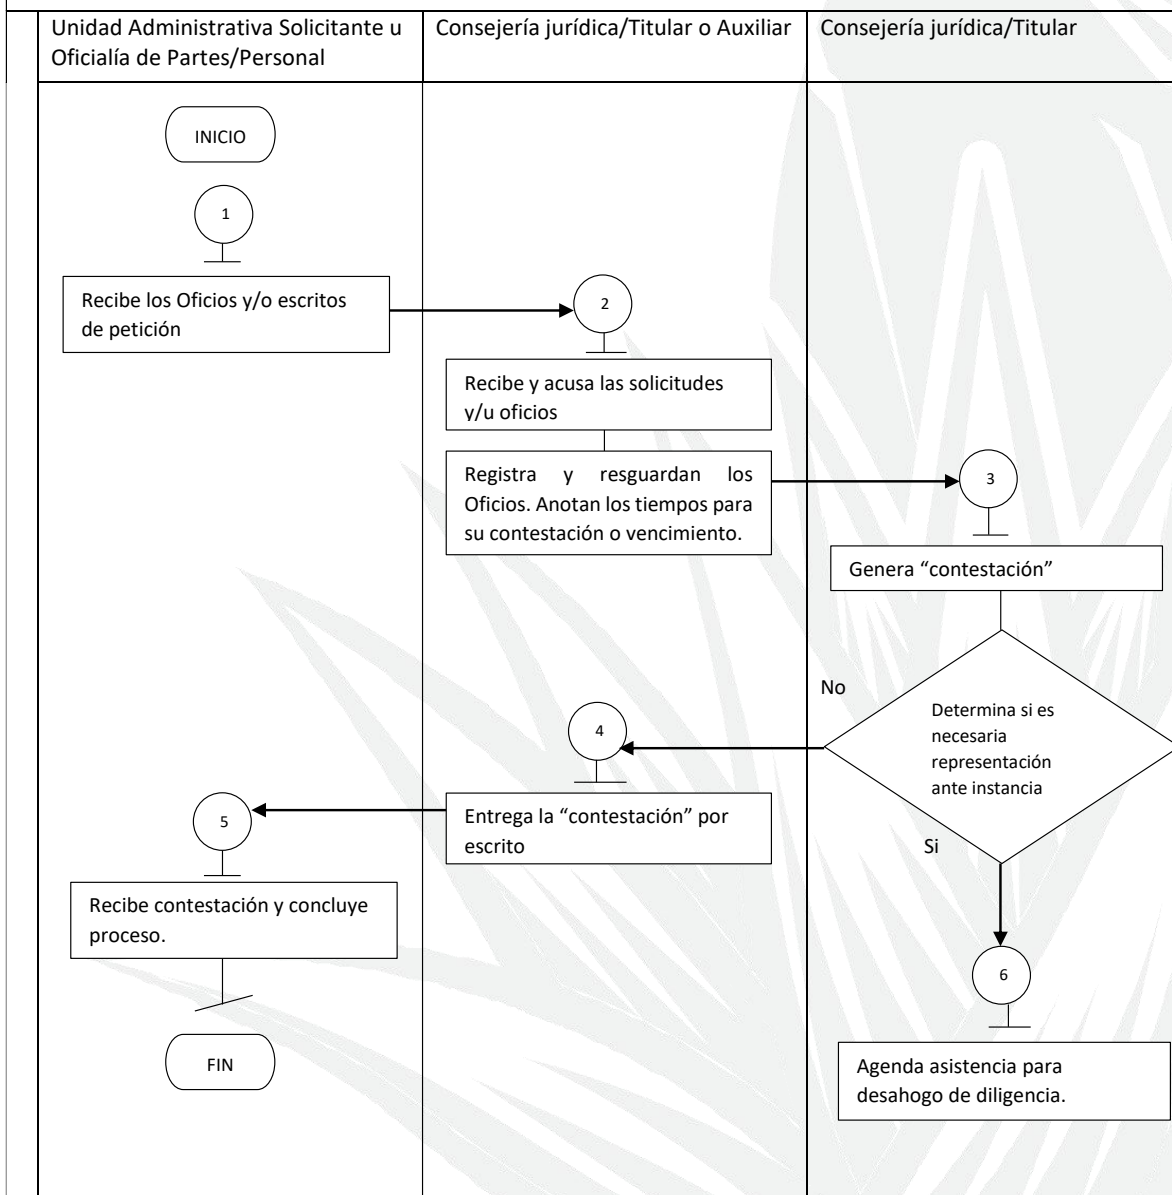 Unidad Administrativa Solicitante u
Oficialía de Partes/Personal
Consejería jurídica/Titular o Auxiliar
Consejería jurídica/Titular
INICIO
1
Recibe los Oficios y/o escritos
de petición
2
Recibe y acusa las solicitudes
y/u oficios
Registra y resguardan los
Oficios. Anotan los tiempos para
su contestación o vencimiento.
3
Genera “contestación”
Determina si es
necesaria
representación
ante instancia
No
Si
4
Entrega la “contestación” por
escrito
5
Recibe contestación y concluye
proceso.
FIN
6
Agenda asistencia para
desahogo de diligencia.